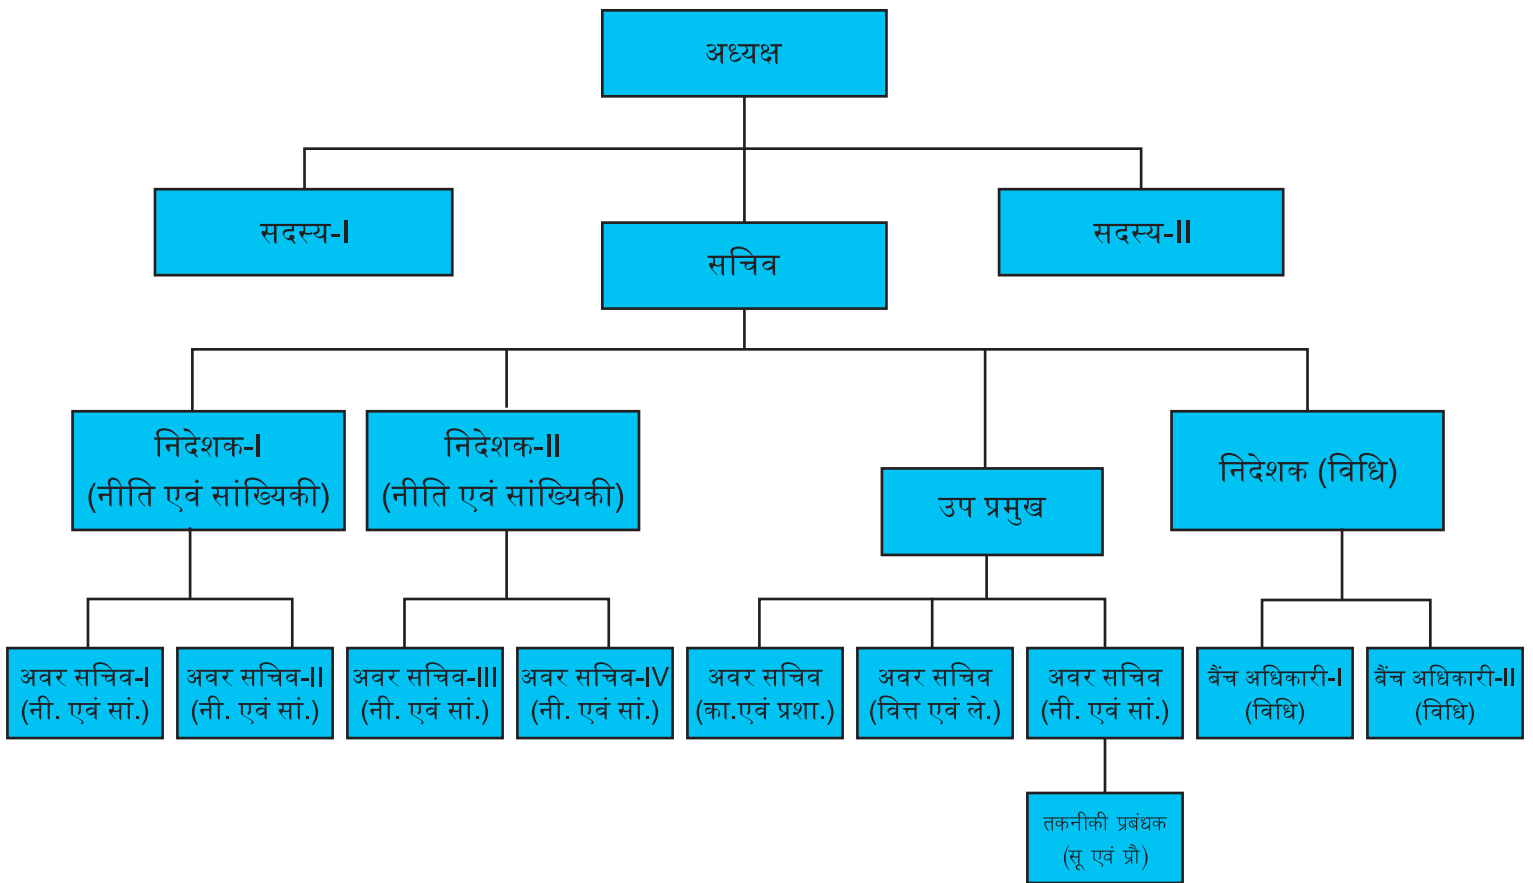 अध्यक्ष
सदस्य-I
सचिव
सदस्य-II
निदेशक-I
(नीति एवं सांख्यिकी)
निदेशक-II
(नीति एवं सांख्यिकी)
उप प्रमुख
निदेशक (विधि)
अवर सचिव-I
(नी. एवं सां.)
अवर सचिव-II
(नी. एवं सां.)
अवर सचिव-III
(नी. एवं सां.)
अवर सचिव-IV
(नी. एवं सां.)
अवर सचिव
(का.एवं प्रशा.)
अवर सचिव
(वित्त एवं ले.)
अवर सचिव
(नी. एवं सां.)
बैंच अधिकारी-I
(विधि)
बैंच अधिकारी-II
(विधि)
तकनीकी प्रबंधक
(सू एवं प्रौ)